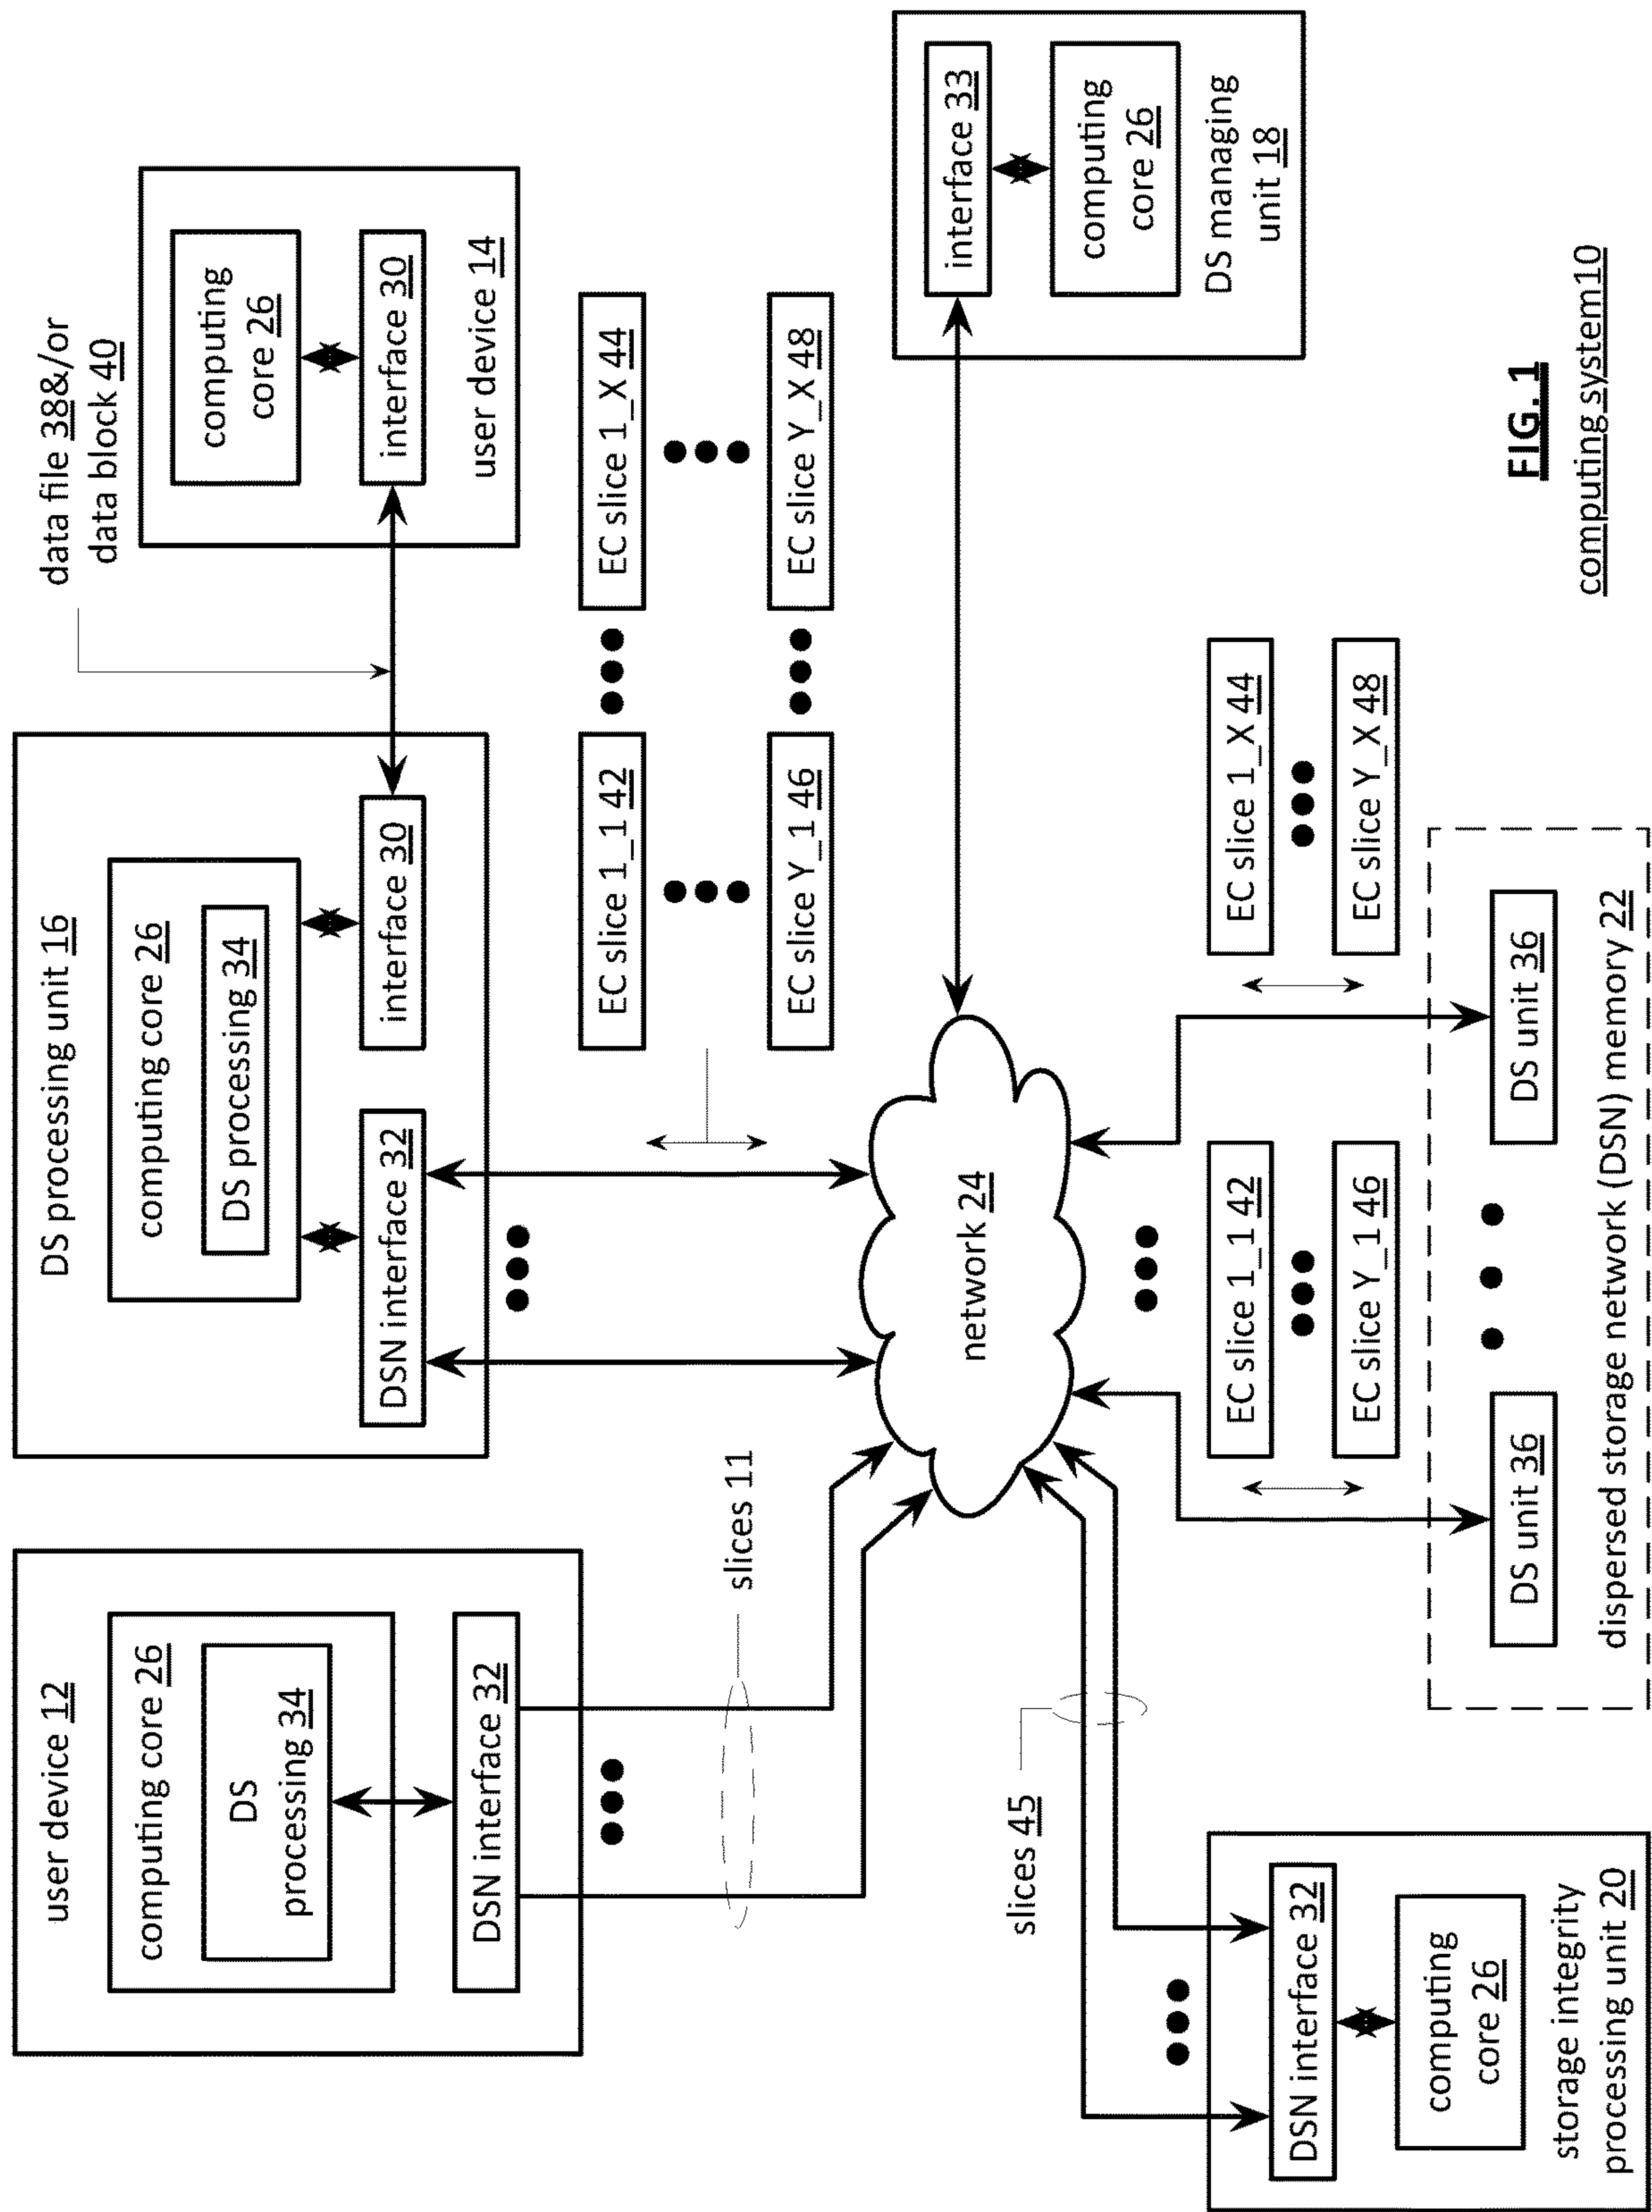 user device 12
computing core 26
DS
processing 34
DSN interface 32
slices 11
DS processing unit 16
computing core 26
DS processing 34
DSN interface 32
interface 30
data file 38&/or
data block 40
computing
core 26
interface 30
user device 14
EC slice 1_1 42
EC slice 1_X 44
EC slice Y_1 46
EC slice Y_X 48
network 24
interface 33
computing
core 26
DS managing
unit 18
slices 45
DSN interface 32
computing
core 26
storage integrity
processing unit 20
EC slice 1_1 42
EC slice 1_X 44
EC slice Y_1 46
EC slice Y_X 48
DS unit 36
DS unit 36
dispersed storage network (DSN) memory 22
FIG. 1
computing system10